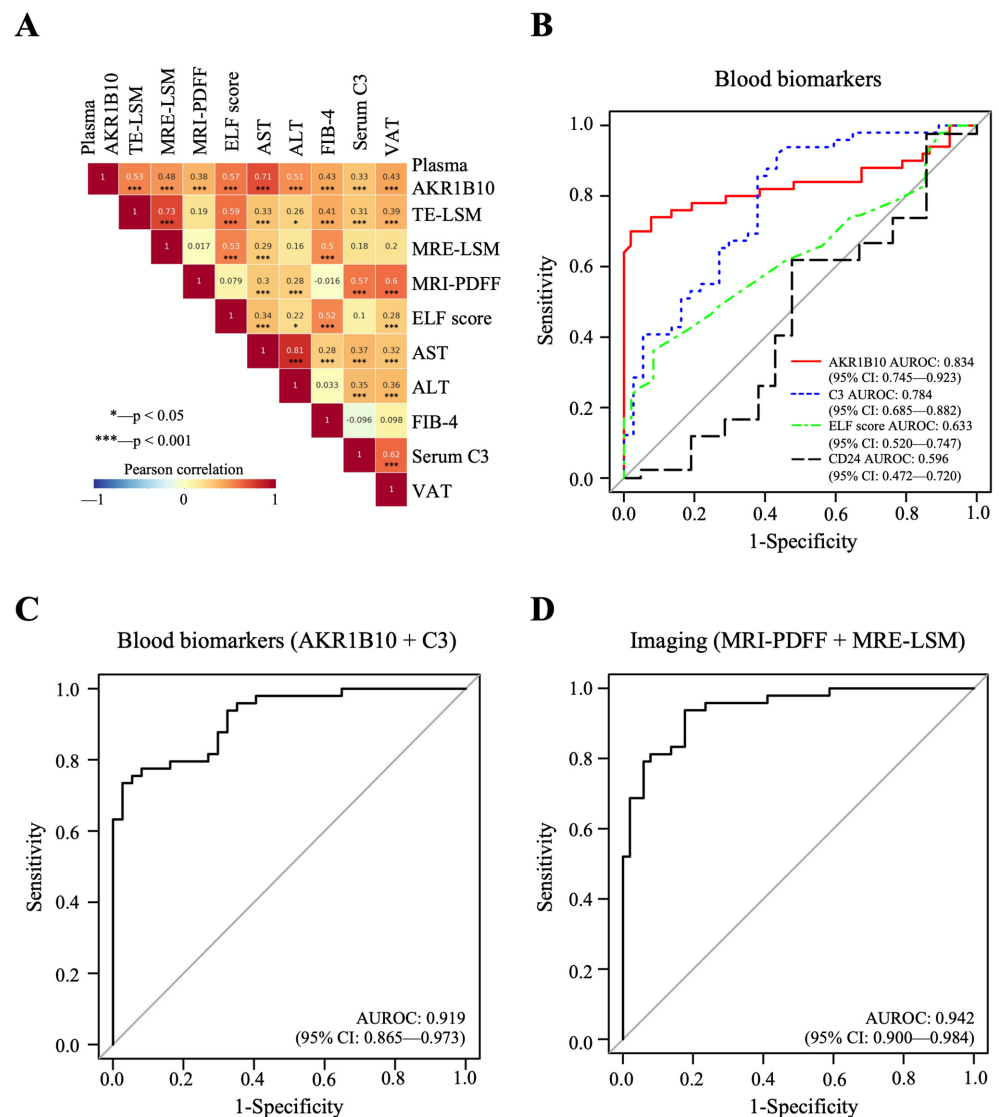 A
Plasma
AKR1B10
TE-LSM
MRE-LSM
MRI-PDFF
ELF score
AST
ALT
FIB-4
Serum C3
VAT
1 0.53 0.48 0.38 0.57 0.71 0.51 0.43 0.33 0.43 Plasma
*** *** *** *** *** *** *** *** *** AKR1B10
1 0.73 0.19 0.59 0.33 0.26 0.41 0.31 0.39 TE-LSM
*** *** *** * *** *** ***
1 0.017 0.53 0.29 0.16 0.5 0.18 0.2 MRE-LSM
*** *** ***
1 0.079 0.3 0.28 -0.016 0.57 0.6 MRI-PDFF
*** *** *** ***
1 0.34 0.22 0.52 0.1 0.28 ELF score
*** * *** ***
1 0.81 0.28 0.37 0.32 AST
*** *** *** ***
1 0.033 0.35 0.36 ALT
*** ***
1 -0.096 0.098 FIB-4
1 0.62 Serum C3
***
1 VAT
*—p < 0.05
***—p < 0.001
Pearson correlation
—1 0 1
B
Blood biomarkers
Sensitivity
1.0
0.8
0.6
0.4
0.2
0.0
AKR1B10 AUROC: 0.834
(95% CI: 0.745—0.923)
C3 AUROC: 0.784
(95% CI: 0.685—0.882)
ELF score AUROC: 0.633
(95% CI: 0.520—0.747)
CD24 AUROC: 0.596
(95% CI: 0.472—0.720)
0.0 0.2 0.4 0.6 0.8 1.0
1-Specificity
C
Blood biomarkers (AKR1B10 + C3)
Sensitivity
1.0
0.8
0.6
0.4
0.2
0.0
AUROC: 0.919
(95% CI: 0.865—0.973)
0.0 0.2 0.4 0.6 0.8 1.0
1-Specificity
D
Imaging (MRI-PDFF + MRE-LSM)
Sensitivity
1.0
0.8
0.6
0.4
0.2
0.0
AUROC: 0.942
(95% CI: 0.900—0.984)
0.0 0.2 0.4 0.6 0.8 1.0
1-Specificity